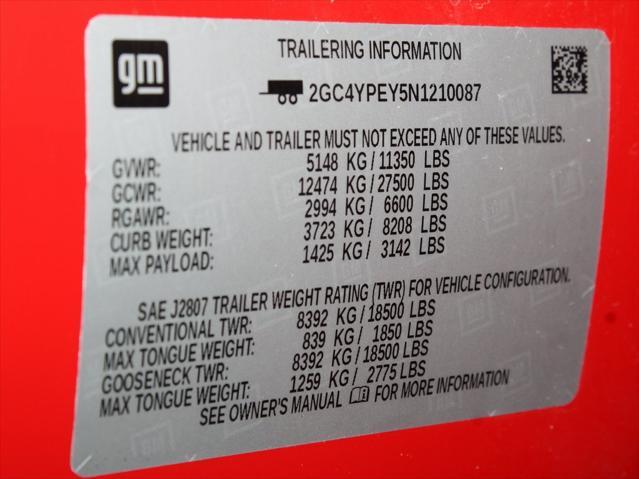 gm
TRAILERING INFORMATION
2GC4YPEY5N1210087
VEHICLE AND TRAILER MUST NOT EXCEED ANY OF THESE VALUES.
GVWR: 5148 KG/11350 LBS
GCWR: 12474 KG/27500 LBS
RGAWR: 2994 KG/ 6600 LBS
CURB WEIGHT: 3723 KG/ 8208 LBS
MAX PAYLOAD: 1425 KG/ 3142 LBS
SAE J2807 TRAILER WEIGHT RATING (TWR) FOR VEHICLE CONFIGURATION.
CONVENTIONAL TWR: 8392 KG/18500 LBS
MAX TONGUE WEIGHT: 839 KG/ 1850 LBS
GOOSENECK TWR: 8392 KG/18500 LBS
MAX TONGUE WEIGHT: 1259 KG/ 2775 LBS
SEE OWNER'S MANUAL FOR MORE INFORMATION